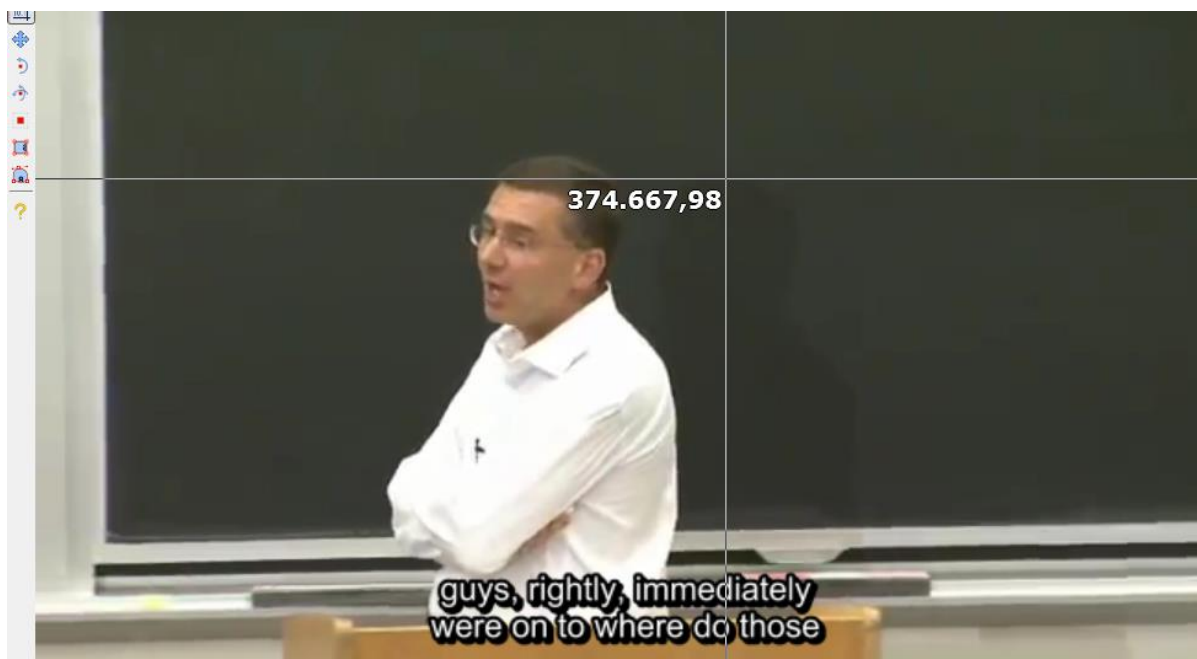 374.667,98
guys, rightly, immediately
were on to where do those